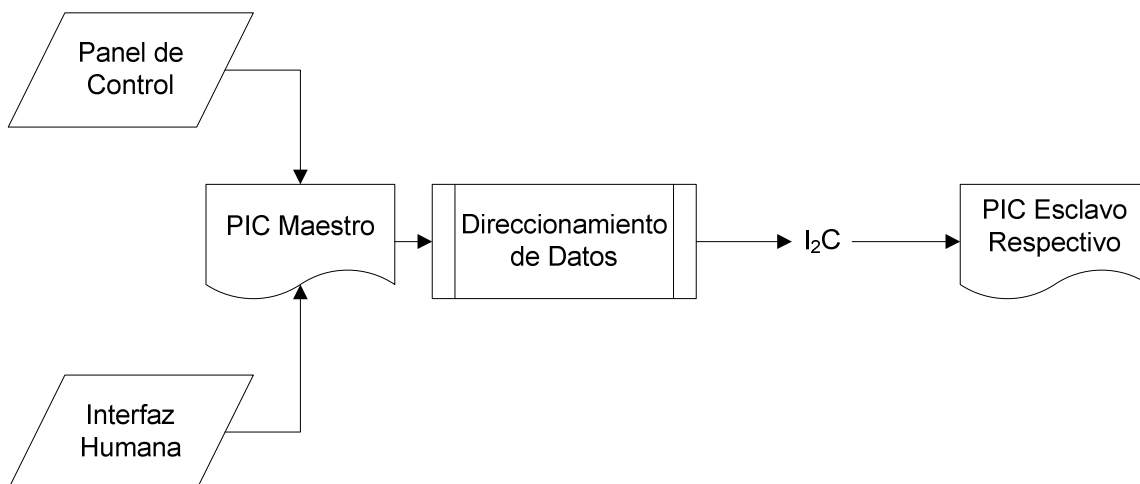 Panel de
Control
PIC Maestro
Direccionamiento
de Datos
I₂C
PIC Esclavo
Respectivo
Interfaz
Humana